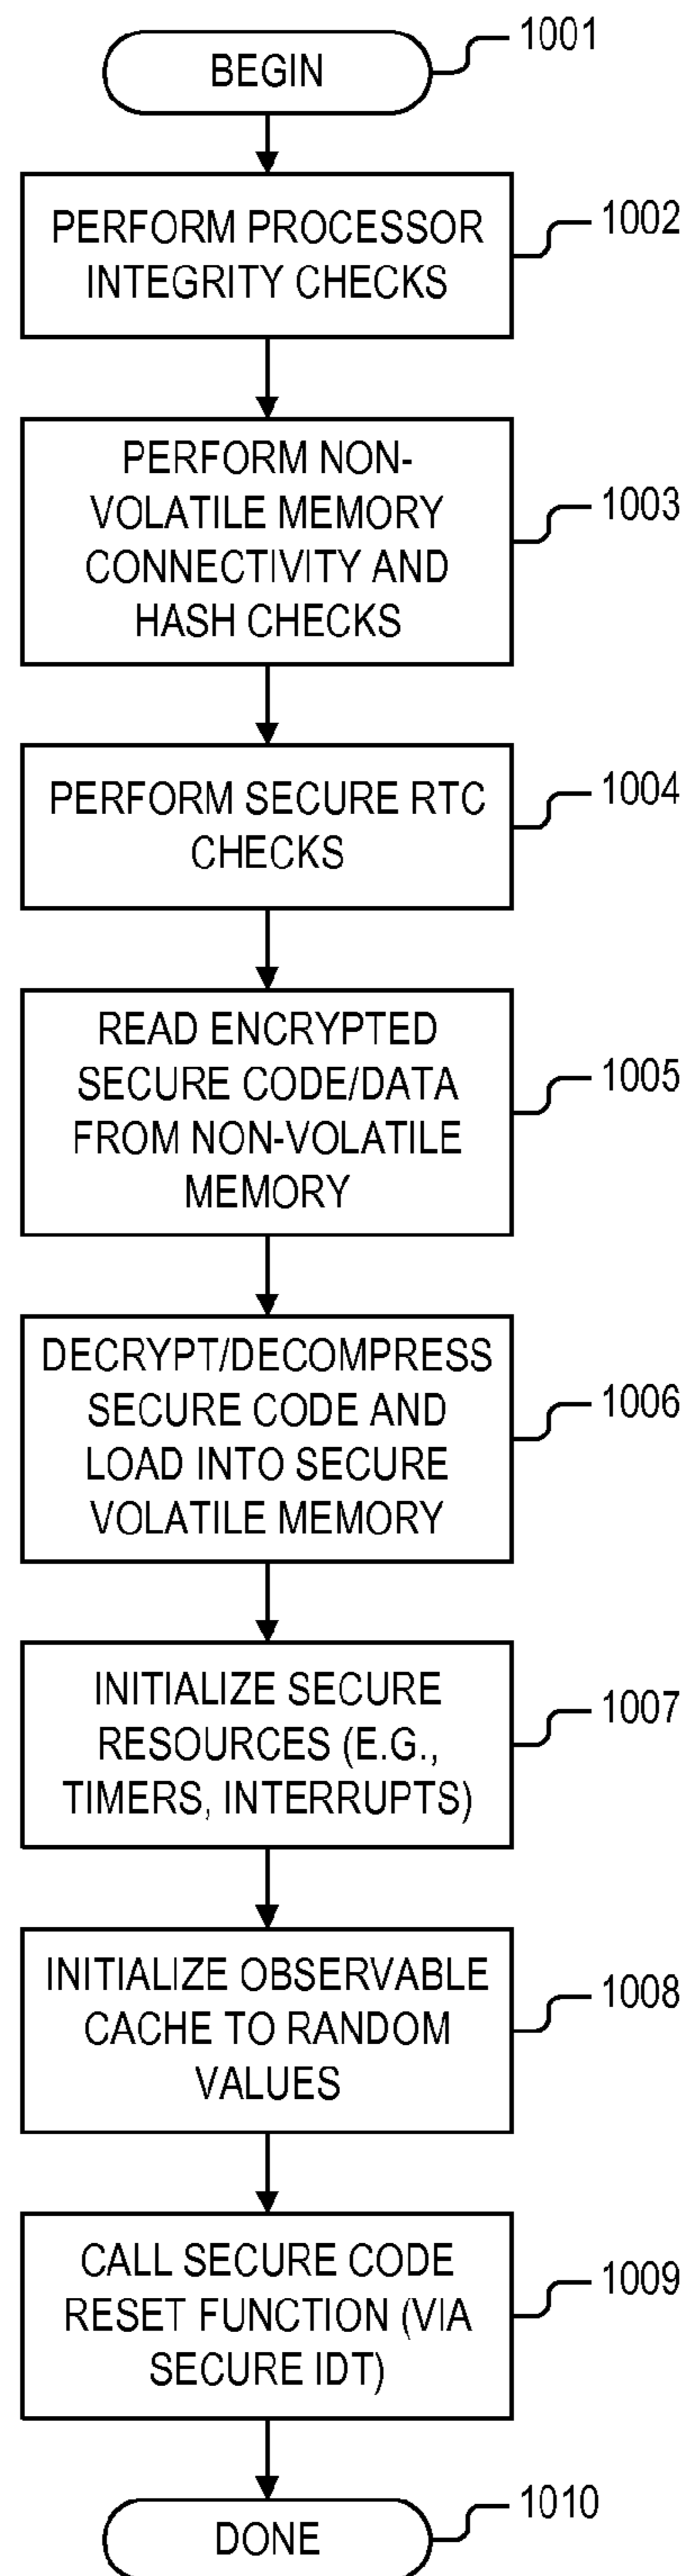 BEGIN
1001
PERFORM PROCESSOR
INTEGRITY CHECKS
1002
PERFORM NON-
VOLATILE MEMORY
CONNECTIVITY AND
HASH CHECKS
1003
PERFORM SECURE RTC
CHECKS
1004
READ ENCRYPTED
SECURE CODE/DATA
FROM NON-VOLATILE
MEMORY
1005
DECRYPT/DECOMPRESS
SECURE CODE AND
LOAD INTO SECURE
VOLATILE MEMORY
1006
INITIALIZE SECURE
RESOURCES (E.G.,
TIMERS, INTERRUPTS)
1007
INITIALIZE OBSERVABLE
CACHE TO RANDOM
VALUES
1008
CALL SECURE CODE
RESET FUNCTION (VIA
SECURE IDT)
1009
DONE
1010